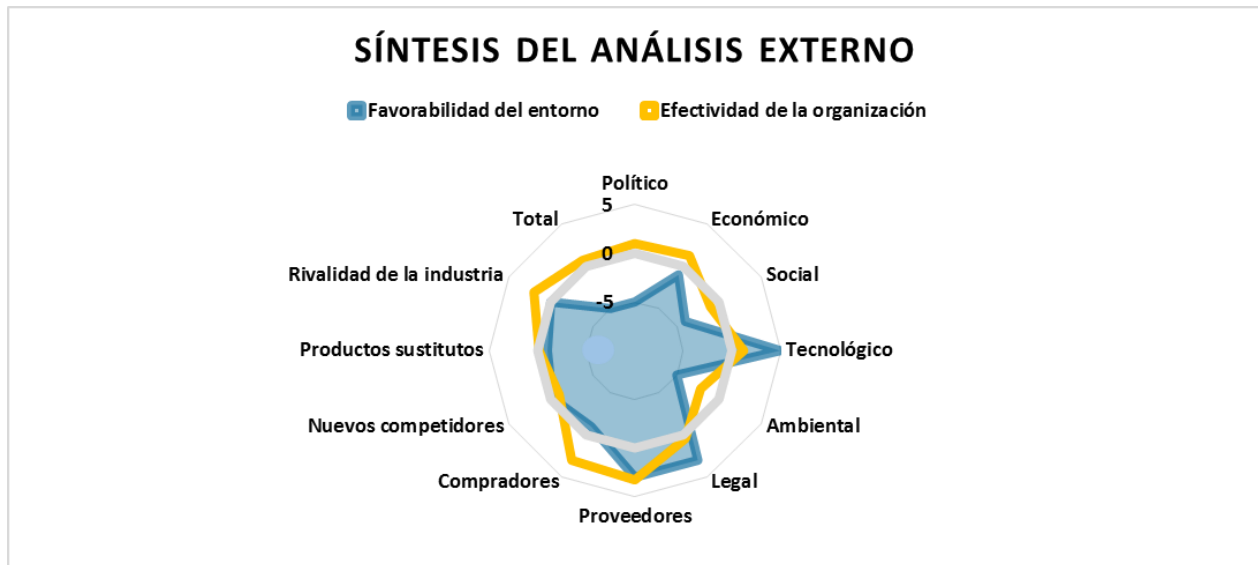 SÍNTESIS DEL ANÁLISIS EXTERNO
Favorabilidad del entorno Efectividad de la organización
Político
5
Total Económico
0
Rivalidad de la industria Social
-5
Productos sustitutos Tecnológico
Nuevos competidores Ambiental
Compradores Legal
Proveedores